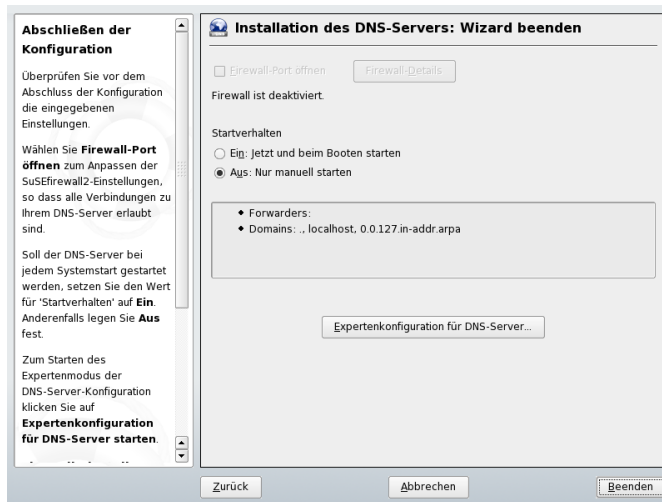 Abschließen der
Konfiguration
Überprüfen Sie vor dem
Abschluss der Konfiguration
die eingegebenen
Einstellungen.
Wählen Sie Firewall-Port
öffnen zum Anpassen der
SuSEfirewall2-Einstellungen,
so dass alle Verbindungen zu
Ihrem DNS-Server erlaubt
sind.
Soll der DNS-Server bei
jedem Systemstart gestartet
werden, setzen Sie den Wert
für 'Startverhalten' auf Ein.
Anderenfalls legen Sie Aus
fest.
Zum Starten des
Expertenmodus der
DNS-Server-Konfiguration
klicken Sie auf
Expertenkonfiguration
für DNS-Server starten.
Installation des DNS-Servers: Wizard beenden
Firewall-Port öffnen
Firewall-Details
Firewall ist deaktiviert.
Startverhalten
Ein: Jetzt und beim Booten starten
Aus: Nur manuell starten
Forwarders:
Domains: ., localhost, 0.0.127.in-addr.arpa
Expertenkonfiguration für DNS-Server...
Zurück
Abbrechen
Beenden